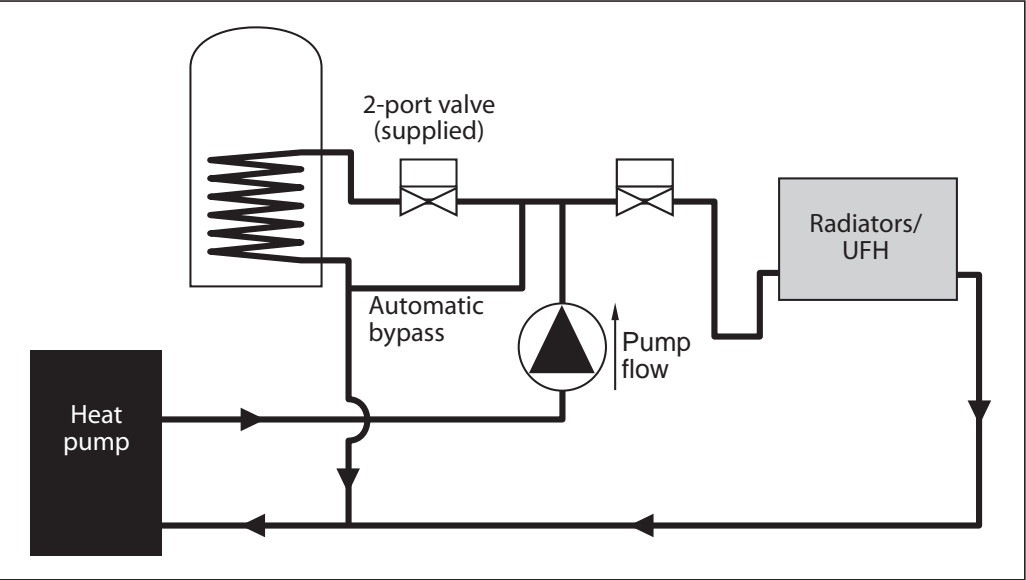 2-port valve
(supplied)
Radiators/
UFH
Automatic
bypass
Pump
flow
Heat
pump